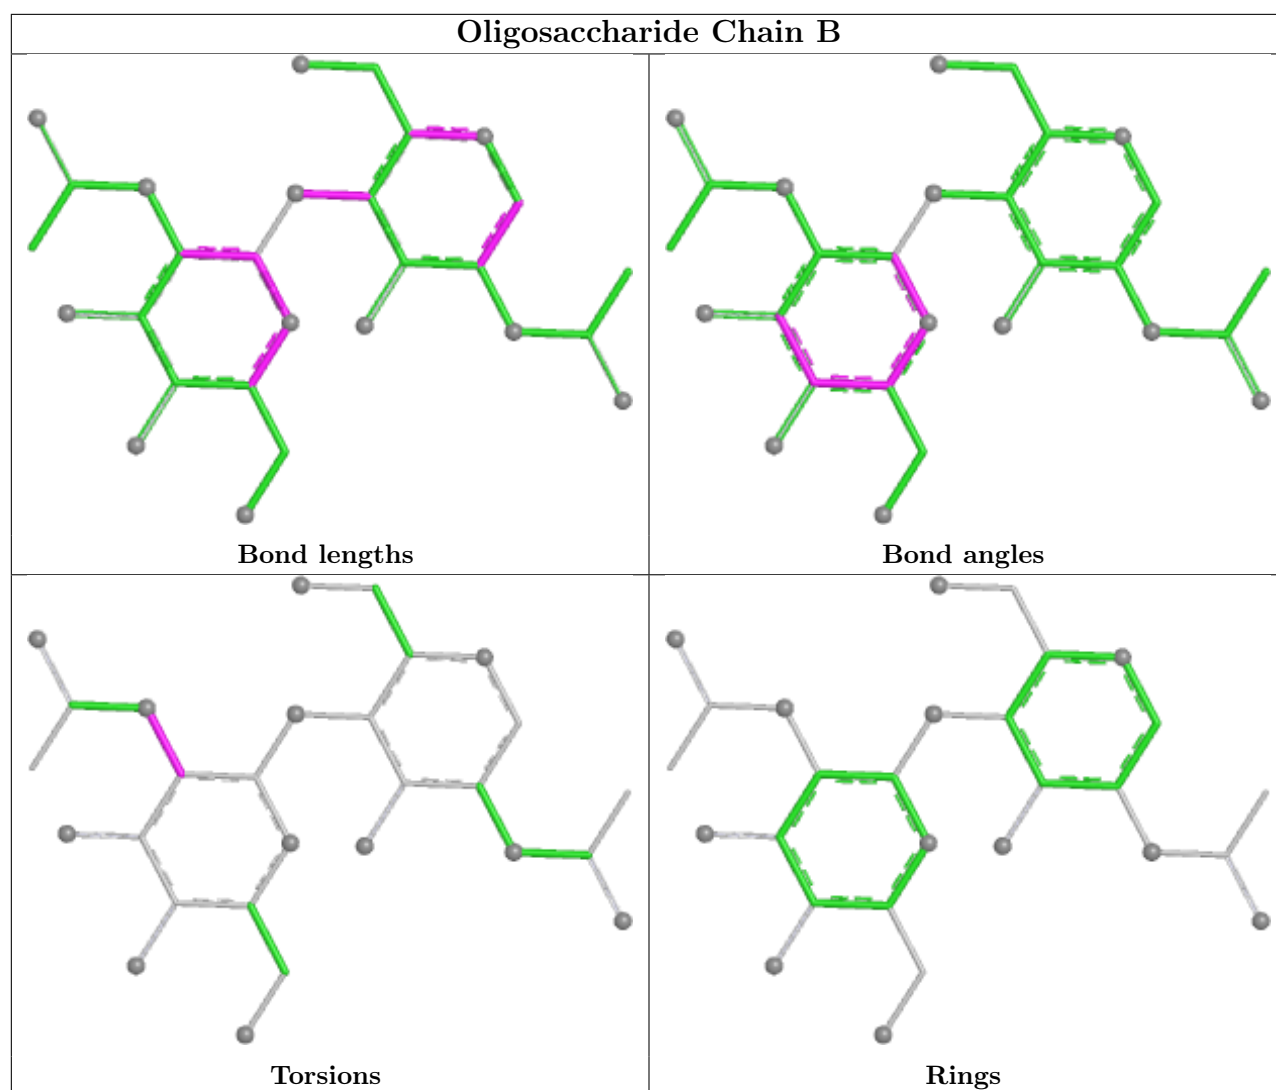 Oligosaccharide Chain B
Bond lengths
Bond angles
Torsions
Rings